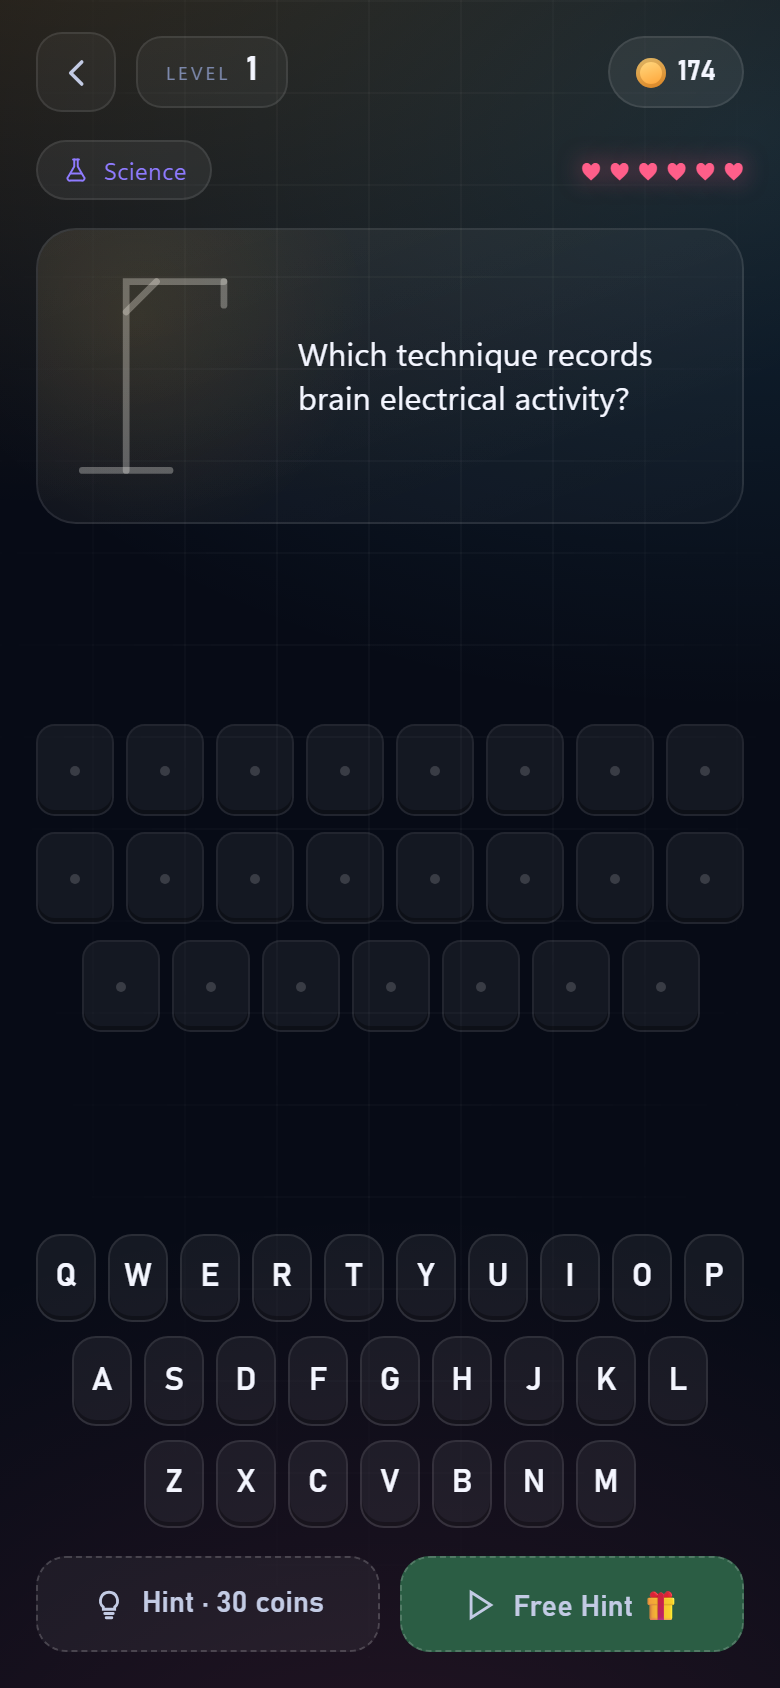 LEVEL 1
174
Science
Which technique records
brain electrical activity?
Q W E R T Y U I O P
A S D F G H J K L
Z X C V B N M
Hint · 30 coins
Free Hint